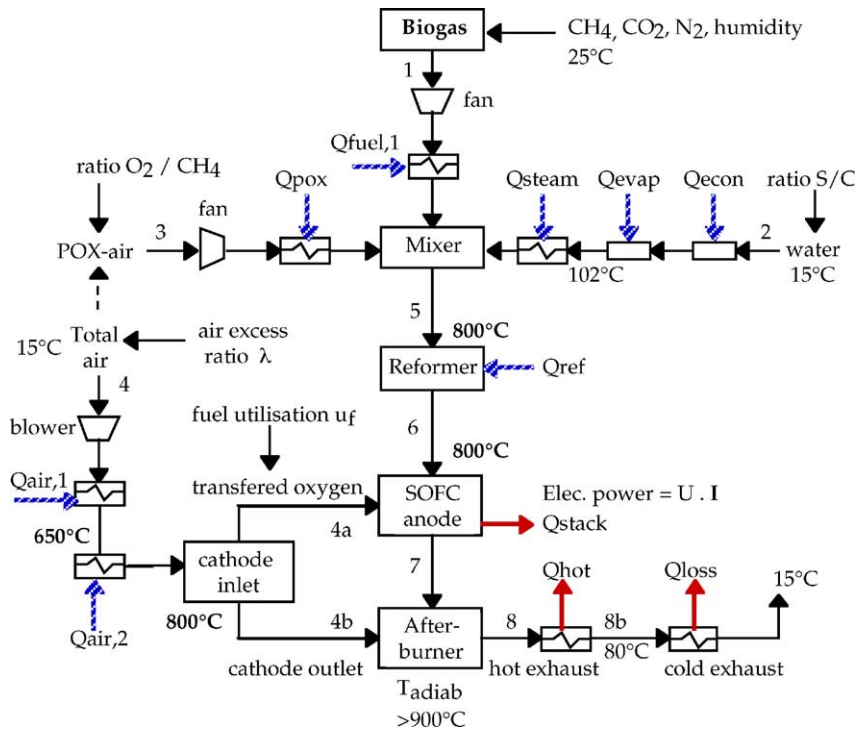 Biogas
CH4, CO2, N2, humidity
25°C
1
fan
Qfuel,1
ratio O2 / CH4
Qpox
Qsteam
Qevap
Qecon
ratio S/C
fan
3
POX-air
Mixer
2
water
102°C
15°C
5
800°C
15°C
Total
air
air excess
ratio λ
Reformer
Qref
4
blower
fuel utilisation uf
6
800°C
Qair,1
transfered oxygen
SOFC
anode
Elec. power = U . I
Qstack
650°C
4a
cathode
inlet
7
Qhot
Qloss
15°C
Qair,2
800°C
4b
After-
burner
8
8b
80°C
cathode outlet
hot exhaust
cold exhaust
Tadiab
>900°C